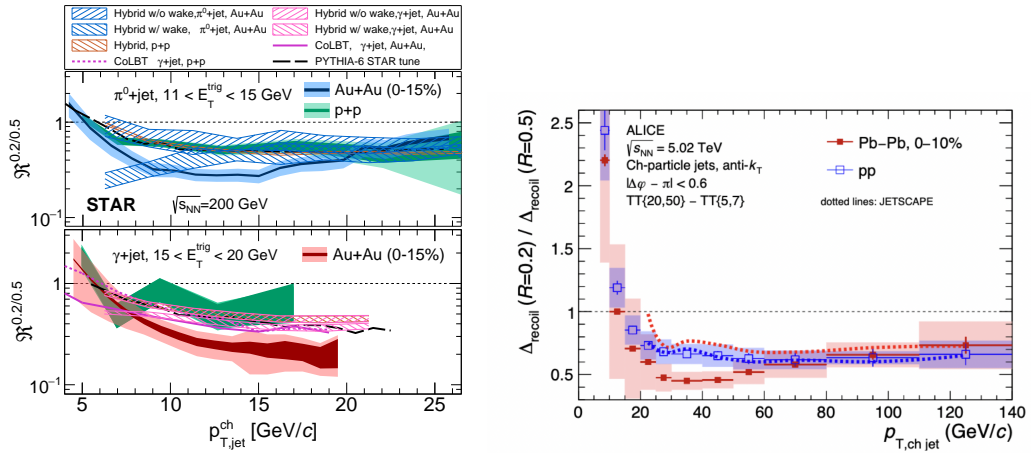 Hybrid w/o wake,π⁰+jet, Au+Au
Hybrid w/ wake, π⁰+jet, Au+Au
Hybrid, p+p
CoLBT γ+jet, p+p
Hybrid w/o wake,γ+jet, Au+Au
Hybrid w/ wake,γ+jet, Au+Au
CoLBT, γ+jet, Au+Au,
PYTHIA-6 STAR tune
π⁰+jet, 11 < E_T^trig < 15 GeV
Au+Au (0-15%)
p+p
1
10⁻¹
ℜ^0.2/0.5
STAR
√s_NN=200 GeV
γ+jet, 15 < E_T^trig < 20 GeV
Au+Au (0-15%)
1
10⁻¹
ℜ^0.2/0.5
5 10 15 20 25
p_T,jet^ch [GeV/c]
ALICE
√s_NN = 5.02 TeV
Ch-particle jets, anti-k_T
|Δφ − π| < 0.6
TT{20,50} − TT{5,7}
Pb−Pb, 0−10%
pp
dotted lines: JETSCAPE
Δ_recoil (R=0.2) / Δ_recoil (R=0.5)
2.5
2
1.5
1.0
0.5
0 20 40 60 80 100 120 140
p_T,ch jet (GeV/c)